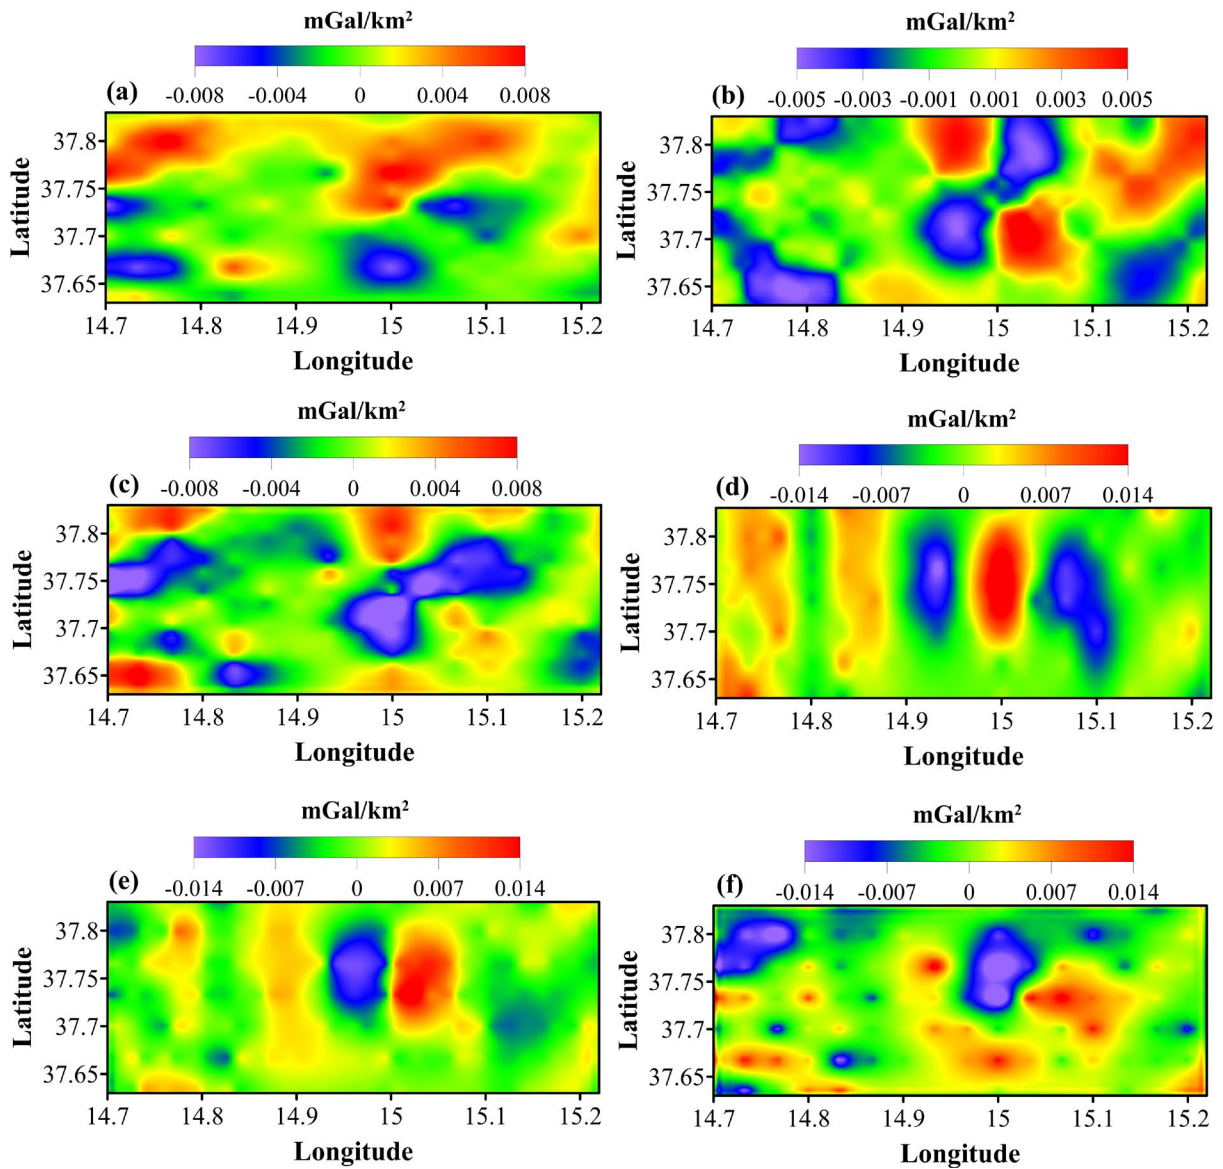 mGal/km²
(a)
-0.008 -0.004 0 0.004 0.008
Latitude
37.8
37.75
37.7
37.65
14.7 14.8 14.9 15 15.1 15.2
Longitude
mGal/km²
(b)
-0.005 -0.003 -0.001 0.001 0.003 0.005
Latitude
37.8
37.75
37.7
37.65
14.7 14.8 14.9 15 15.1 15.2
Longitude
mGal/km²
(c)
-0.008 -0.004 0 0.004 0.008
Latitude
37.8
37.75
37.7
37.65
14.7 14.8 14.9 15 15.1 15.2
Longitude
mGal/km²
(d)
-0.014 -0.007 0 0.007 0.014
Latitude
37.8
37.75
37.7
37.65
14.7 14.8 14.9 15 15.1 15.2
Longitude
mGal/km²
(e)
-0.014 -0.007 0 0.007 0.014
Latitude
37.8
37.75
37.7
37.65
14.7 14.8 14.9 15 15.1 15.2
Longitude
mGal/km²
(f)
-0.014 -0.007 0 0.007 0.014
Latitude
37.8
37.75
37.7
37.65
14.7 14.8 14.9 15 15.1 15.2
Longitude